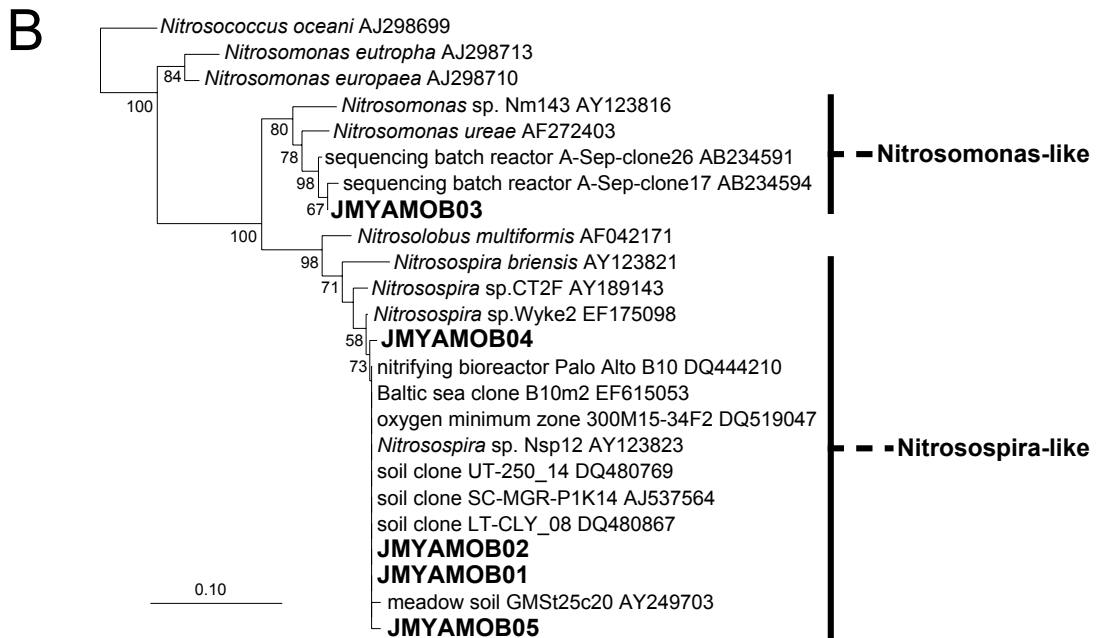 B
Nitrosococcus oceani AJ298699
Nitrosomonas eutropha AJ298713
84
Nitrosomonas europaea AJ298710
100
Nitrosomonas sp. Nm143 AY123816
80
Nitrosomonas ureae AF272403
78
sequencing batch reactor A-Sep-clone26 AB234591
Nitrosomonas-like
98
sequencing batch reactor A-Sep-clone17 AB234594
67
JMYAMOB03
100
Nitrosolobus multiformis AF042171
98
Nitrosospira briensis AY123821
71
Nitrosospira sp.CT2F AY189143
Nitrosospira sp.Wyke2 EF175098
58
JMYAMOB04
73
nitrifying bioreactor Palo Alto B10 DQ444210
Baltic sea clone B10m2 EF615053
oxygen minimum zone 300M15-34F2 DQ519047
Nitrosospira sp. Nsp12 AY123823
Nitrosospira-like
soil clone UT-250_14 DQ480769
soil clone SC-MGR-P1K14 AJ537564
soil clone LT-CLY_08 DQ480867
JMYAMOB02
JMYAMOB01
0.10
meadow soil GMSt25c20 AY249703
JMYAMOB05